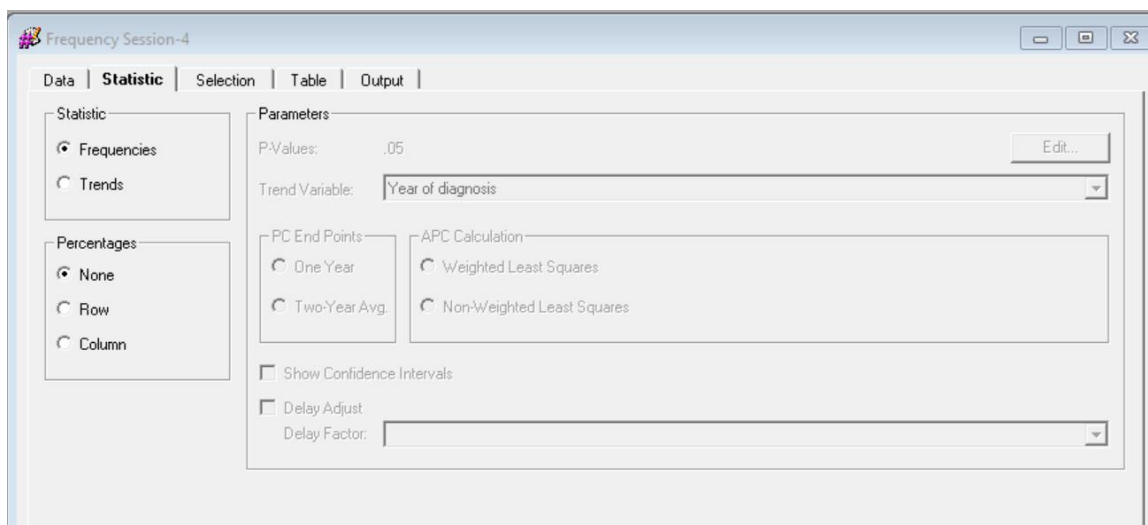 Frequency Session-4
Data Statistic Selection Table Output
Statistic
Frequencies
Trends
Percentages
None
Row
Column
Parameters
P-Values: .05 Edit...
Trend Variable: Year of diagnosis
PC End Points
One Year
Two-Year Avg.
APC Calculation
Weighted Least Squares
Non-Weighted Least Squares
Show Confidence Intervals
Delay Adjust
Delay Factor: